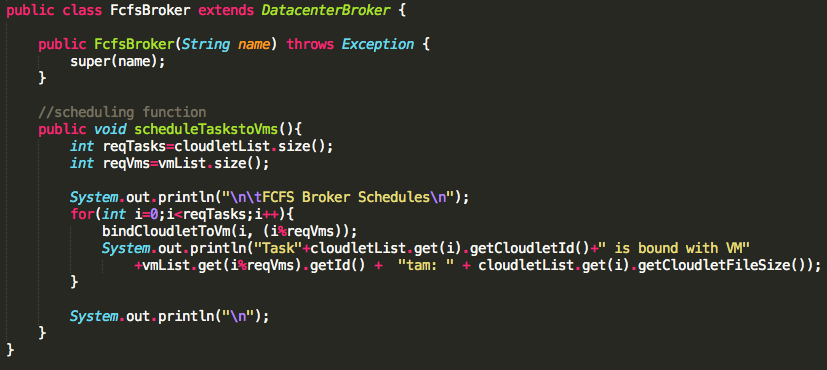 public class FcfsBroker extends DatacenterBroker {
public FcfsBroker(String name) throws Exception {
super(name);
}
//scheduling function
public void scheduleTaskstoVms(){
int reqTasks=cloudletList.size();
int reqVms=vmList.size();
System.out.println("\n\tFCFS Broker Schedules\n");
for(int i=0;i<reqTasks;i++){
bindCloudletToVm(i, (i%reqVms));
System.out.println("Task"+cloudletList.get(i).getCloudletId()+" is bound with VM"
+vmList.get(i%reqVms).getId() +  "tam: " + cloudletList.get(i).getCloudletFileSize());
}
System.out.println("\n");
}
}